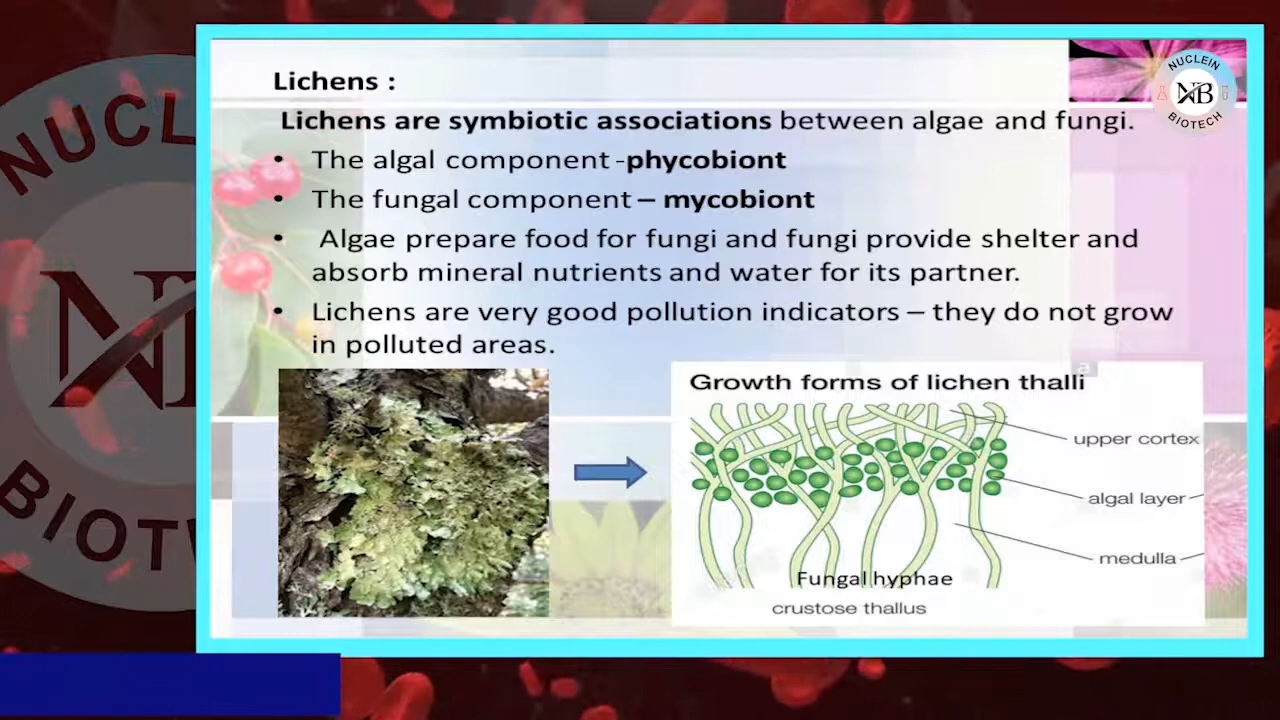 NUCLEIN
NB
BIOTECH
Lichens :
Lichens are symbiotic associations between algae and fungi.
• The algal component -phycobiont
• The fungal component – mycobiont
• Algae prepare food for fungi and fungi provide shelter and
absorb mineral nutrients and water for its partner.
• Lichens are very good pollution indicators – they do not grow
in polluted areas.
Growth forms of lichen thalli
upper cortex
algal layer
medulla
Fungal hyphae
crustose thallus
NUCL
NB
BIOTE